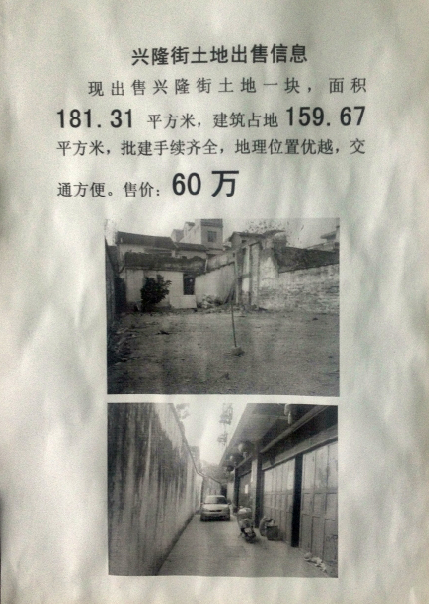 兴隆街土地出售信息
现出售兴隆街土地一块，面积
181.31 平方米，建筑占地 159.67
平方米，批建手续齐全，地理位置优越，交
通方便。售价：60 万